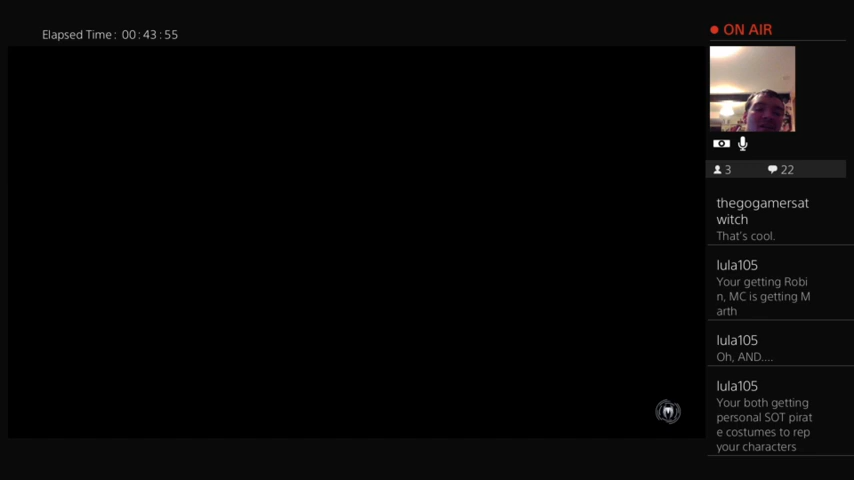 Elapsed Time: 00:43:55
ON AIR
3
22
thegogamersat
witch
That's cool.
lula105
Your getting Robi
n, MC is getting M
arth
lula105
Oh, AND....
lula105
Your both getting
personal SOT pirat
e costumes to rep
your characters